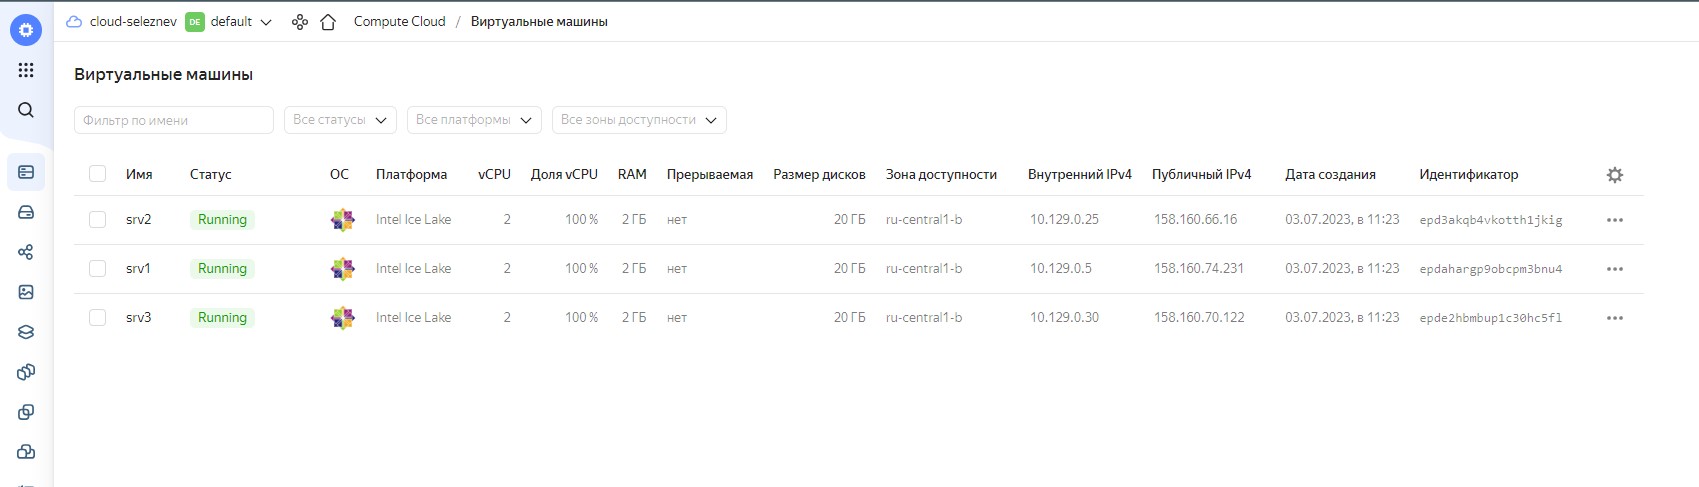 cloud-seleznev DE default Compute Cloud / Виртуальные машины
Виртуальные машины
Фильтр по имени Все статусы Все платформы Все зоны доступности
Имя Статус ОС Платформа vCPU Доля vCPU RAM Прерываемая Размер дисков Зона доступности Внутренний IPv4 Публичный IPv4 Дата создания Идентификатор
srv2 Running Intel Ice Lake 2 100 % 2 ГБ нет 20 ГБ ru-central1-b 10.129.0.25 158.160.66.16 03.07.2023, в 11:23 epd3akqb4vkotth1jkig
srv1 Running Intel Ice Lake 2 100 % 2 ГБ нет 20 ГБ ru-central1-b 10.129.0.5 158.160.74.231 03.07.2023, в 11:23 epdahargp9obcpm3bnu4
srv3 Running Intel Ice Lake 2 100 % 2 ГБ нет 20 ГБ ru-central1-b 10.129.0.30 158.160.70.122 03.07.2023, в 11:23 epde2hbmbup1c30hc5fl